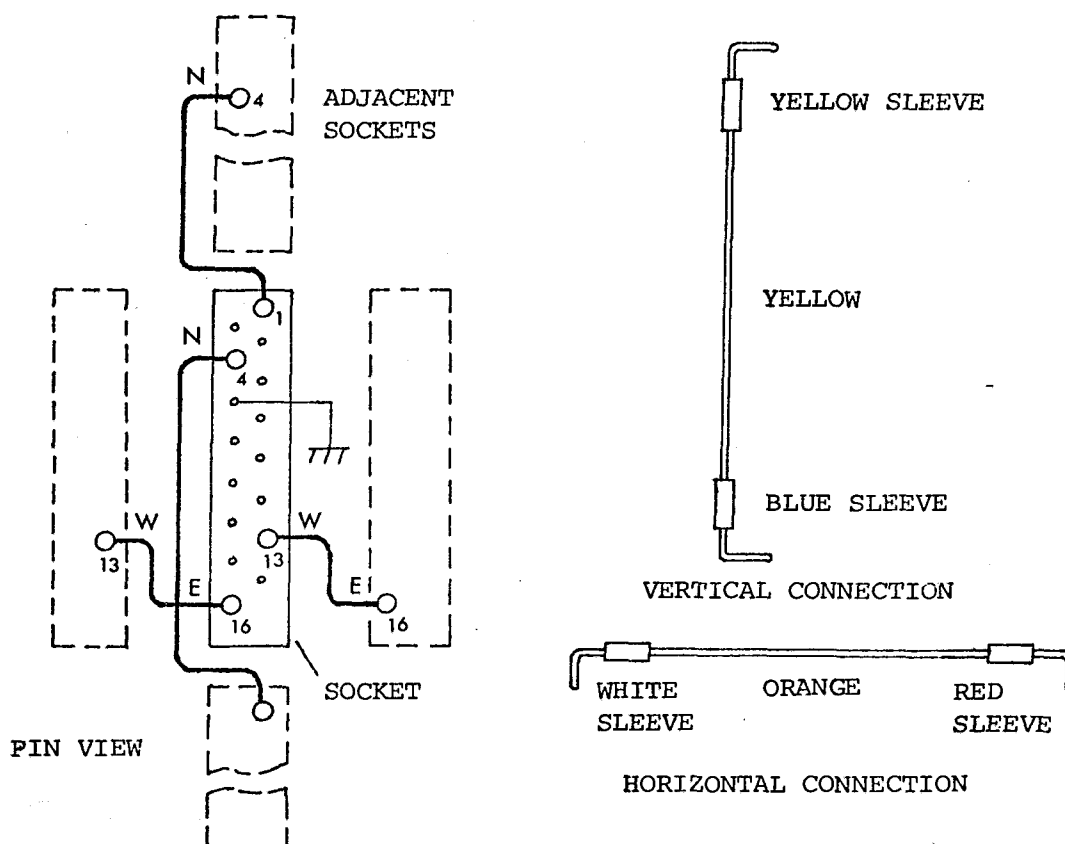 N
4
ADJACENT
SOCKETS
N
1
4
W
13
W
13
E
16
E
16
SOCKET
PIN VIEW
YELLOW SLEEVE
YELLOW
BLUE SLEEVE
VERTICAL CONNECTION
WHITE
SLEEVE
ORANGE
RED
SLEEVE
HORIZONTAL CONNECTION